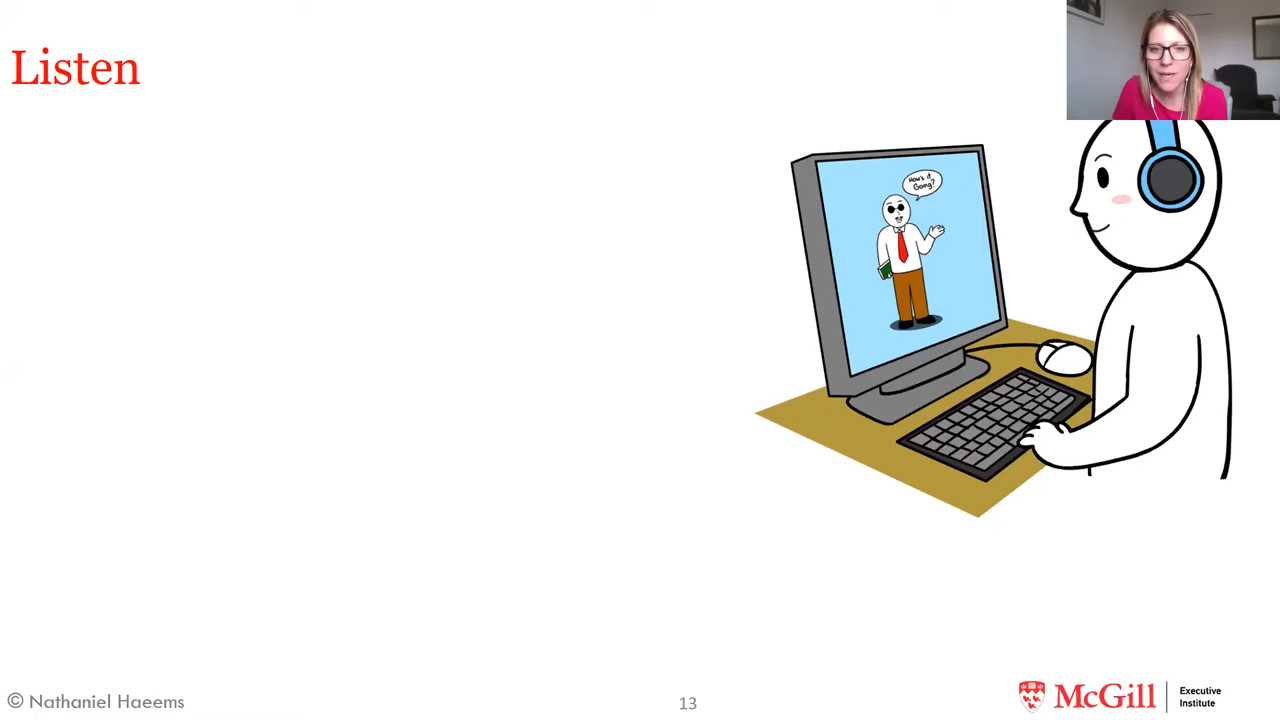 Listen
How's it
Going?
© Nathaniel Haeems
13
McGill
Executive
Institute